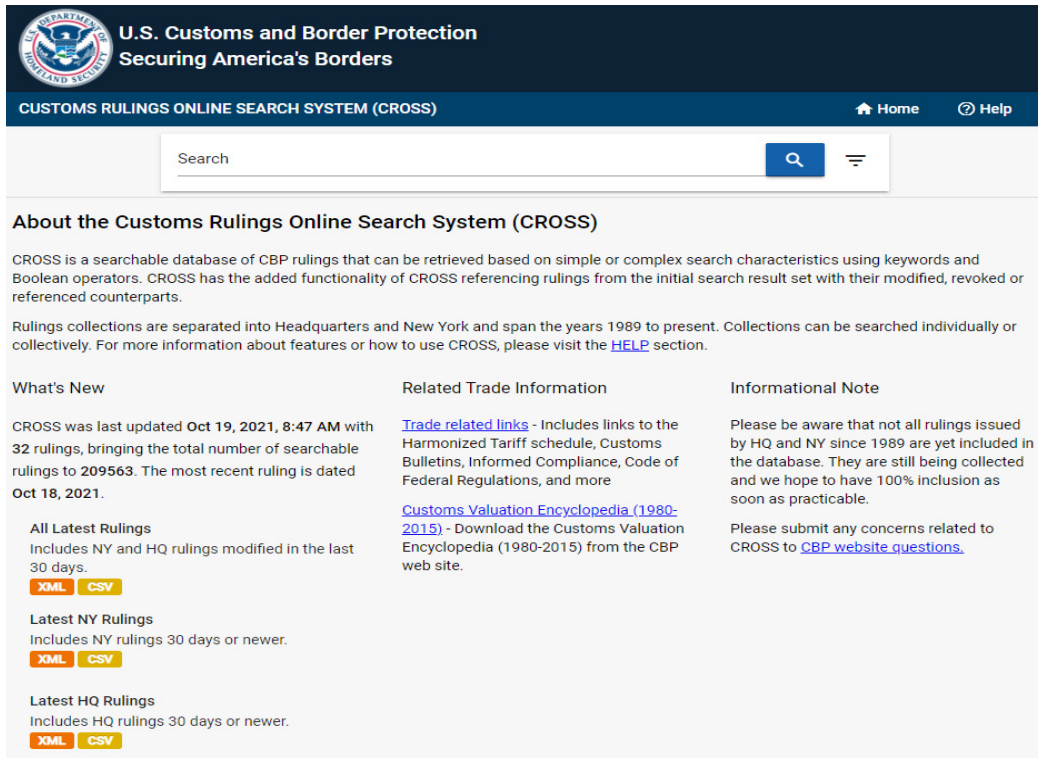 U.S. Customs and Border Protection
Securing America's Borders
U.S. DEPARTMENT OF
HOMELAND SECURITY
CUSTOMS RULINGS ONLINE SEARCH SYSTEM (CROSS)
Home
Help
Search
About the Customs Rulings Online Search System (CROSS)
CROSS is a searchable database of CBP rulings that can be retrieved based on simple or complex search characteristics using keywords and
Boolean operators. CROSS has the added functionality of CROSS referencing rulings from the initial search result set with their modified, revoked or
referenced counterparts.
Rulings collections are separated into Headquarters and New York and span the years 1989 to present. Collections can be searched individually or
collectively. For more information about features or how to use CROSS, please visit the HELP section.
What's New
CROSS was last updated Oct 19, 2021, 8:47 AM with
32 rulings, bringing the total number of searchable
rulings to 209563. The most recent ruling is dated
Oct 18, 2021.
All Latest Rulings
Includes NY and HQ rulings modified in the last
30 days.
XML CSV
Latest NY Rulings
Includes NY rulings 30 days or newer.
XML CSV
Latest HQ Rulings
Includes HQ rulings 30 days or newer.
XML CSV
Related Trade Information
Trade related links - Includes links to the
Harmonized Tariff schedule, Customs
Bulletins, Informed Compliance, Code of
Federal Regulations, and more
Customs Valuation Encyclopedia (1980-
2015) - Download the Customs Valuation
Encyclopedia (1980-2015) from the CBP
web site.
Informational Note
Please be aware that not all rulings issued
by HQ and NY since 1989 are yet included in
the database. They are still being collected
and we hope to have 100% inclusion as
soon as practicable.
Please submit any concerns related to
CROSS to CBP website questions.